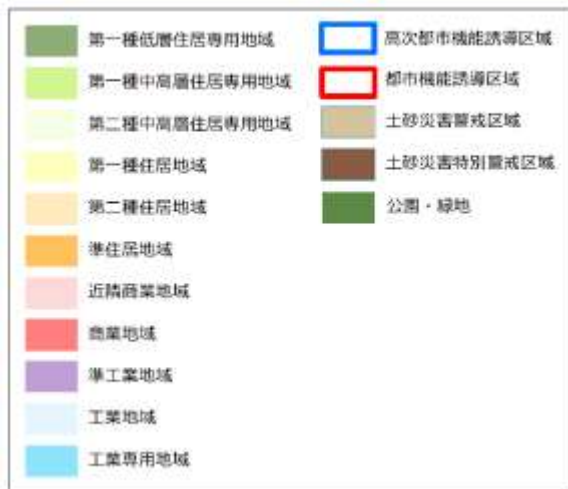 第一種低層住居専用地域
第一種中高層住居専用地域
第二種中高層住居専用地域
第一種住居地域
第二種住居地域
準住居地域
近隣商業地域
商業地域
準工業地域
工業地域
工業専用地域
高次都市機能誘導区域
都市機能誘導区域
土砂災害警戒区域
土砂災害特別警戒区域
公園・緑地